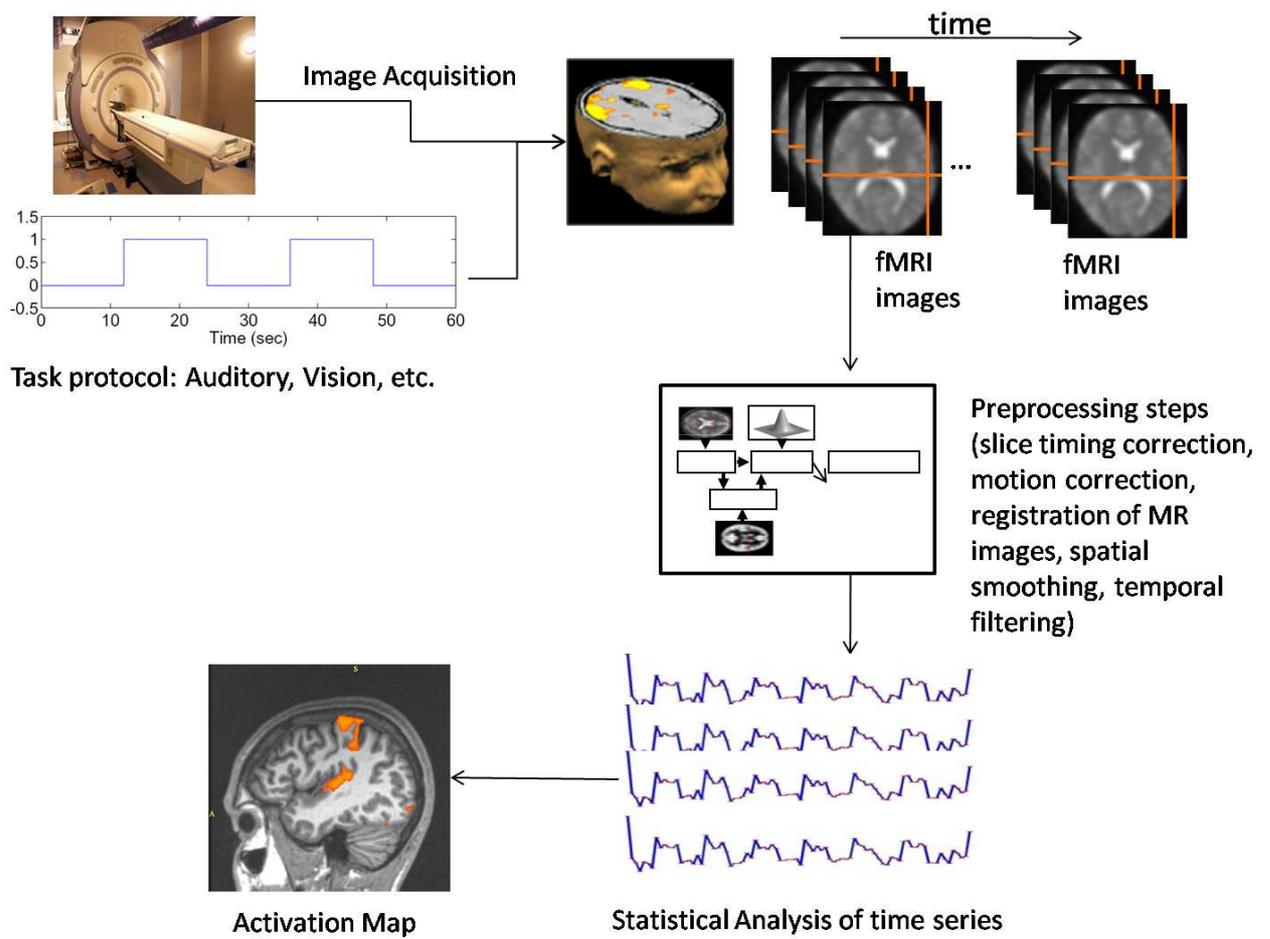 time
Image Acquisition
...
fMRI
images
fMRI
images
1.5
1
0.5
0
-0.5
0 10 20 30 40 50 60
Time (sec)
Task protocol: Auditory, Vision, etc.
Preprocessing steps
(slice timing correction,
motion correction,
registration of MR
images, spatial
smoothing, temporal
filtering)
S
A
Activation Map
Statistical Analysis of time series